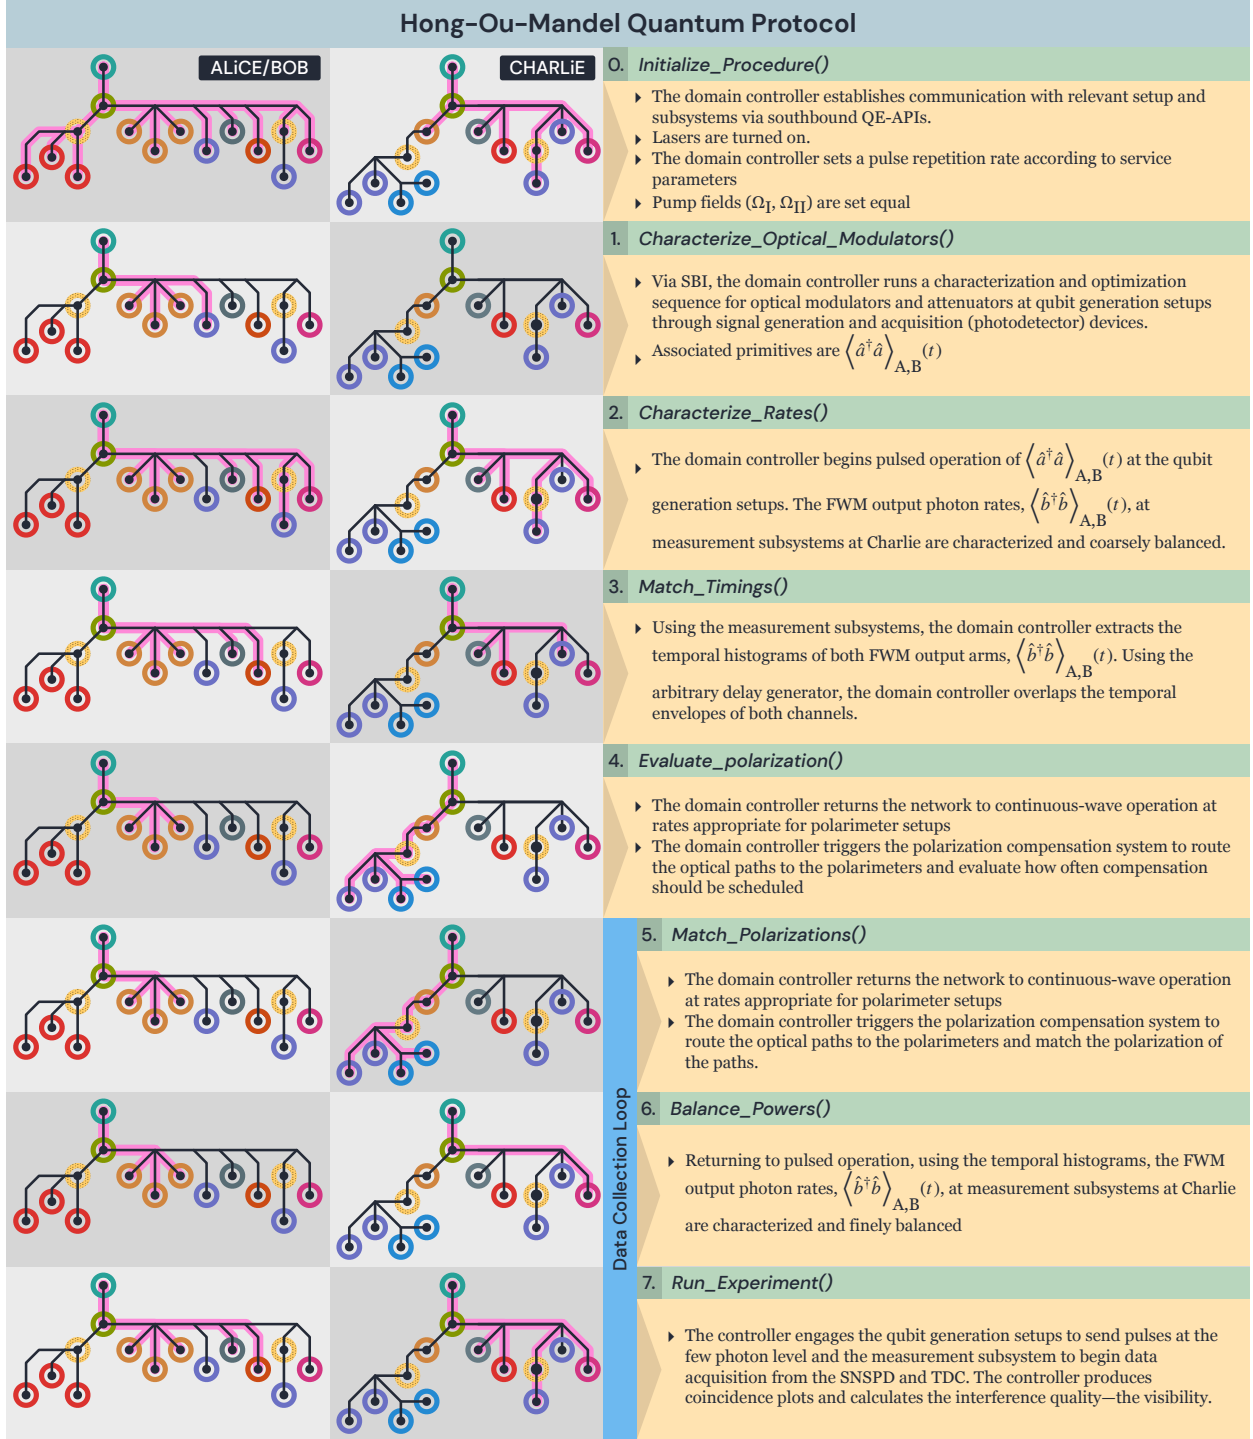 Hong-Ou-Mandel Quantum Protocol
ALiCE/BOB
CHARLiE
0. Initialize_Procedure()
The domain controller establishes communication with relevant setup and
subsystems via southbound QE-APIs.
Lasers are turned on.
The domain controller sets a pulse repetition rate according to service
parameters
Pump fields (Ω_I, Ω_II) are set equal
1. Characterize_Optical_Modulators()
Via SBI, the domain controller runs a characterization and optimization
sequence for optical modulators and attenuators at qubit generation setups
through signal generation and acquisition (photodetector) devices.
Associated primitives are ⟨â†â⟩_A,B(t)
2. Characterize_Rates()
The domain controller begins pulsed operation of ⟨â†â⟩_A,B(t) at the qubit
generation setups. The FWM output photon rates, ⟨b̂†b̂⟩_A,B(t), at
measurement subsystems at Charlie are characterized and coarsely balanced.
3. Match_Timings()
Using the measurement subsystems, the domain controller extracts the
temporal histograms of both FWM output arms, ⟨b̂†b̂⟩_A,B(t). Using the
arbitrary delay generator, the domain controller overlaps the temporal
envelopes of both channels.
4. Evaluate_polarization()
The domain controller returns the network to continuous-wave operation at
rates appropriate for polarimeter setups
The domain controller triggers the polarization compensation system to route
the optical paths to the polarimeters and evaluate how often compensation
should be scheduled
Data Collection Loop
5. Match_Polarizations()
The domain controller returns the network to continuous-wave operation
at rates appropriate for polarimeter setups
The domain controller triggers the polarization compensation system to
route the optical paths to the polarimeters and match the polarization of
the paths.
6. Balance_Powers()
Returning to pulsed operation, using the temporal histograms, the FWM
output photon rates, ⟨b̂†b̂⟩_A,B(t), at measurement subsystems at Charlie
are characterized and finely balanced
7. Run_Experiment()
The controller engages the qubit generation setups to send pulses at the
few photon level and the measurement subsystem to begin data
acquisition from the SNSPD and TDC. The controller produces
coincidence plots and calculates the interference quality—the visibility.